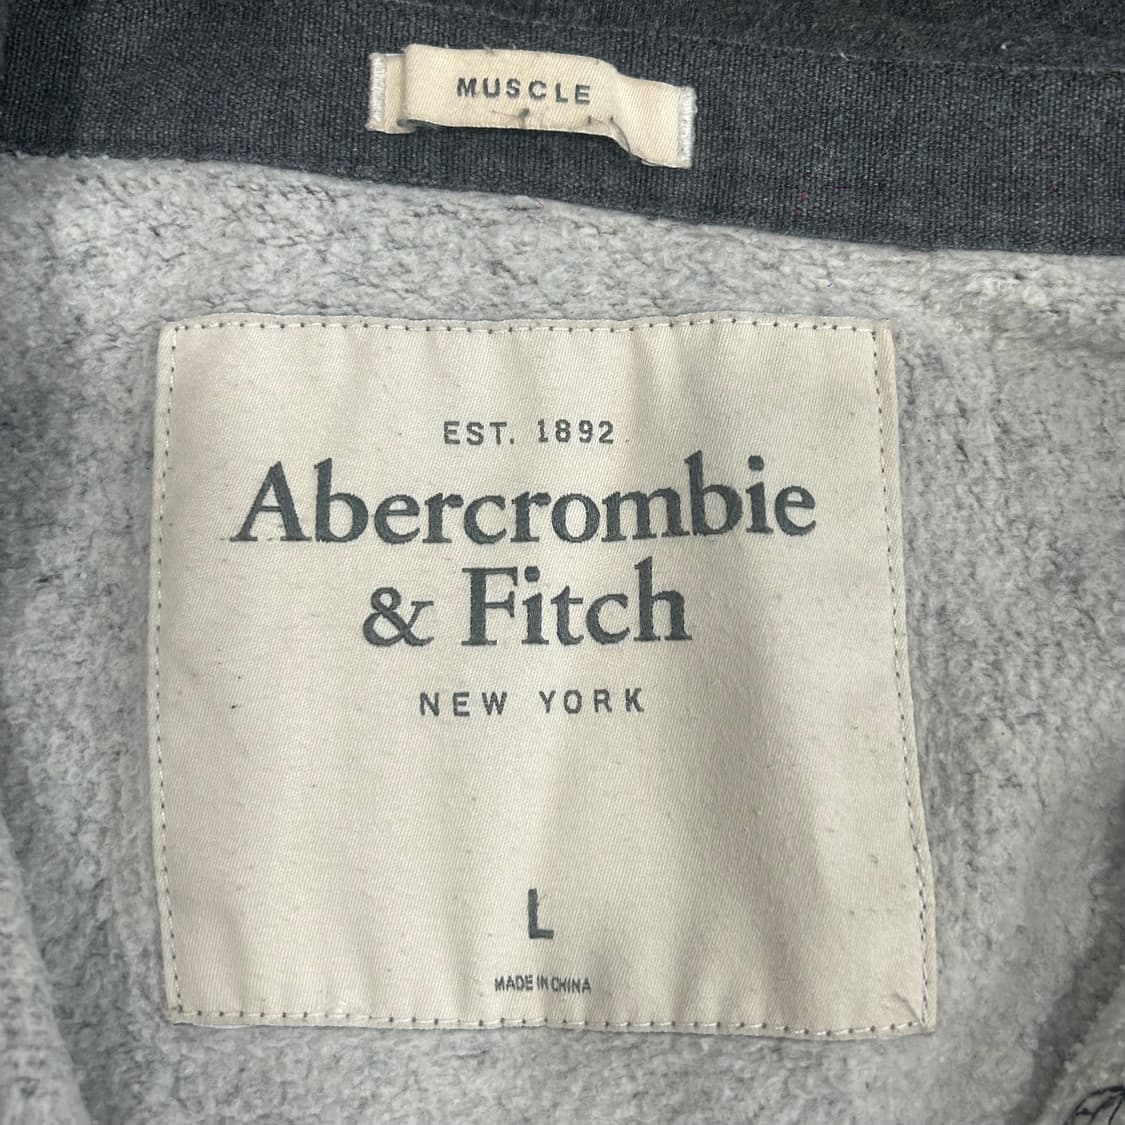 MUSCLE
EST. 1892
Abercrombie
& Fitch
NEW YORK
L
MADE IN CHINA